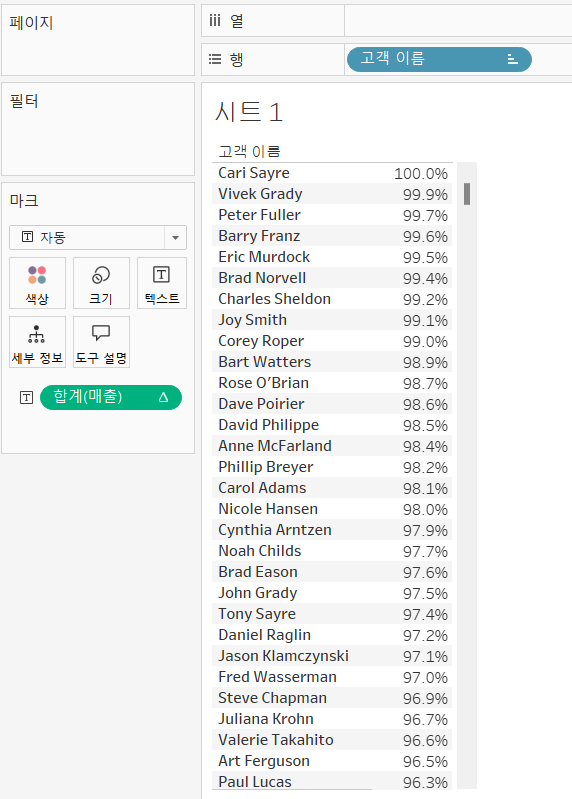 페이지
iii 열
행
고객 이름
필터
시트 1
고객 이름
Cari Sayre 100.0%
Vivek Grady 99.9%
Peter Fuller 99.7%
Barry Franz 99.6%
Eric Murdock 99.5%
Brad Norvell 99.4%
Charles Sheldon 99.2%
Joy Smith 99.1%
Corey Roper 99.0%
Bart Watters 98.9%
Rose O’Brian 98.7%
Dave Poirier 98.6%
David Philippe 98.5%
Anne McFarland 98.4%
Phillip Breyer 98.2%
Carol Adams 98.1%
Nicole Hansen 98.0%
Cynthia Arntzen 97.9%
Noah Childs 97.7%
Brad Eason 97.6%
John Grady 97.5%
Tony Sayre 97.4%
Daniel Raglin 97.2%
Jason Klamczynski 97.1%
Fred Wasserman 97.0%
Steve Chapman 96.9%
Juliana Krohn 96.7%
Valerie Takahito 96.6%
Art Ferguson 96.5%
Paul Lucas 96.3%
마크
T 자동
색상 크기 T 텍스트
세부 정보 도구 설명
T 합계(매출) Δ